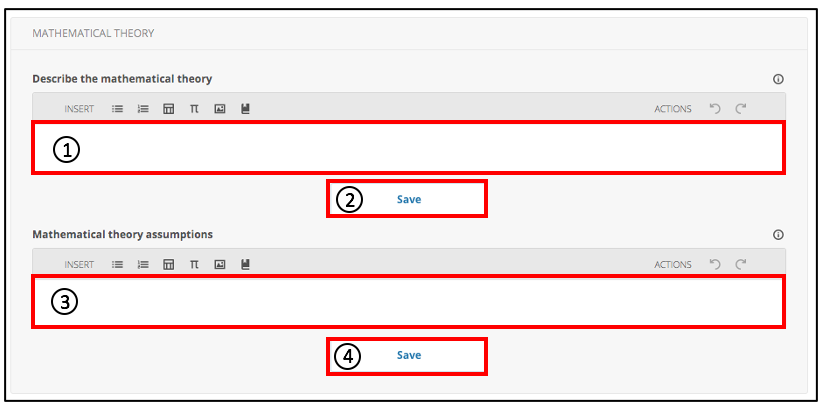 MATHEMATICAL THEORY
Describe the mathematical theory
INSERT π ACTIONS
①
② Save
Mathematical theory assumptions
INSERT π ACTIONS
③
④ Save